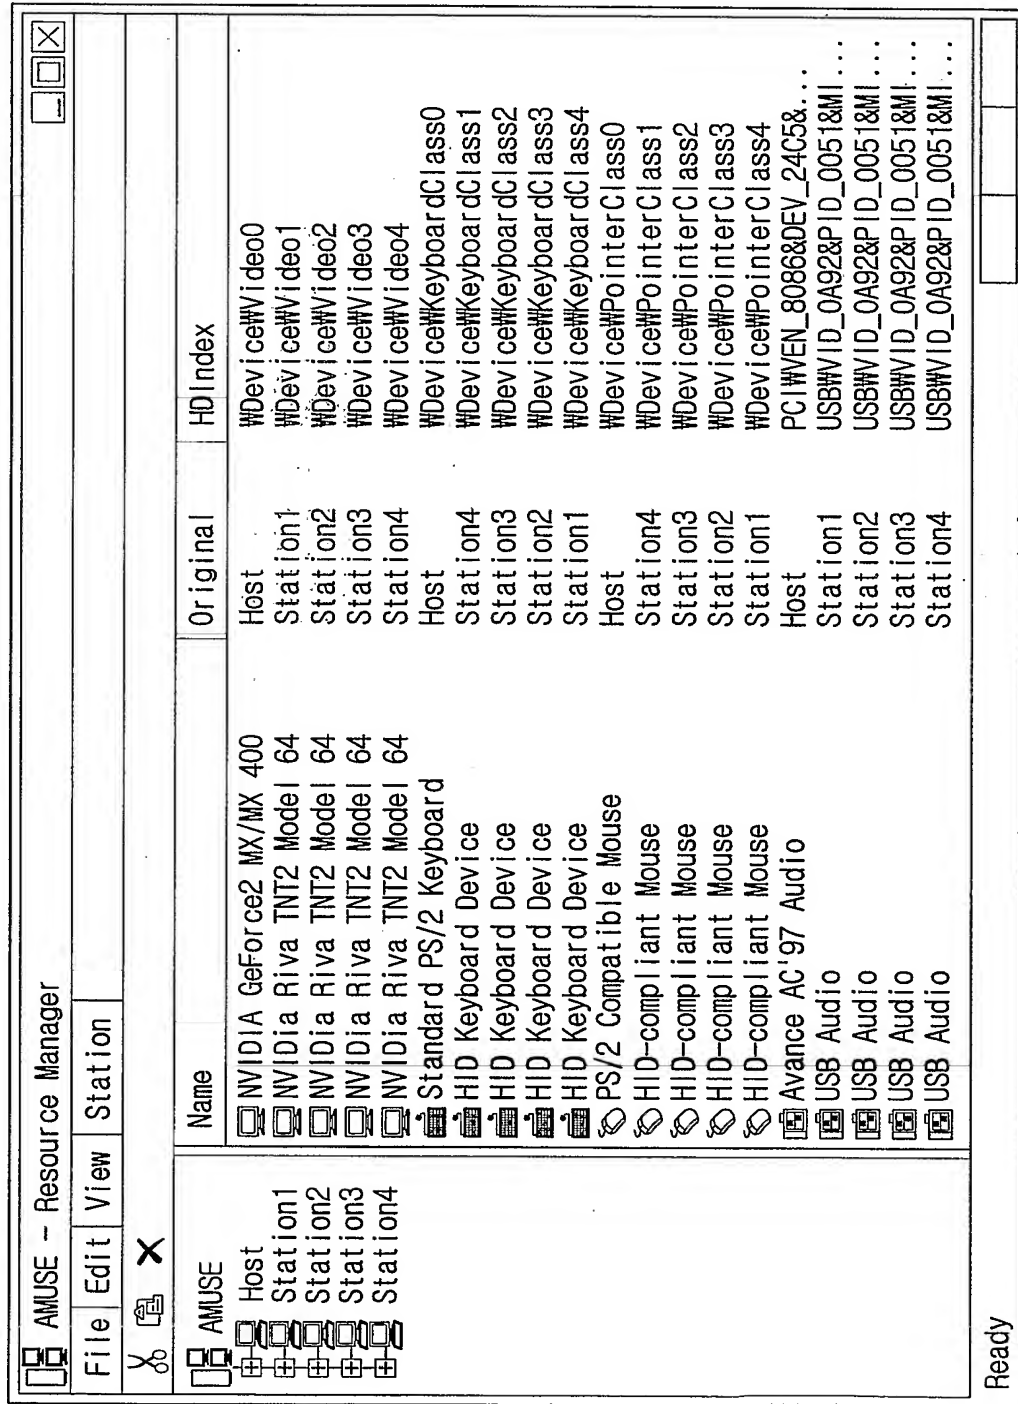 AMUSE - Resource Manager
File Edit View Station
AMUSE
Host
Station1
Station2
Station3
Station4
Name Original HDIndex
NVIDIA GeForce2 MX/MX 400 Host ₩Device₩Video0
NVIDia Riva TNT2 Model 64 Station1 ₩Device₩Video1
NVIDia Riva TNT2 Model 64 Station2 ₩Device₩Video2
NVIDia Riva TNT2 Model 64 Station3 ₩Device₩Video3
NVIDia Riva TNT2 Model 64 Station4 ₩Device₩Video4
Standard PS/2 Keyboard Host ₩Device₩KeyboardClass0
HID Keyboard Device Station4 ₩Device₩KeyboardClass1
HID Keyboard Device Station3 ₩Device₩KeyboardClass2
HID Keyboard Device Station2 ₩Device₩KeyboardClass3
HID Keyboard Device Station1 ₩Device₩KeyboardClass4
PS/2 Compatible Mouse Host ₩Device₩PointerClass0
HID-compliant Mouse Station4 ₩Device₩PointerClass1
HID-compliant Mouse Station3 ₩Device₩PointerClass2
HID-compliant Mouse Station2 ₩Device₩PointerClass3
HID-compliant Mouse Station1 ₩Device₩PointerClass4
Avance AC'97 Audio Host PCI₩VEN_8086&DEV_24C5&...
USB Audio Station1 USB₩VID_0A92&PID_0051&MI...
USB Audio Station2 USB₩VID_0A92&PID_0051&MI...
USB Audio Station3 USB₩VID_0A92&PID_0051&MI...
USB Audio Station4 USB₩VID_0A92&PID_0051&MI...
Ready